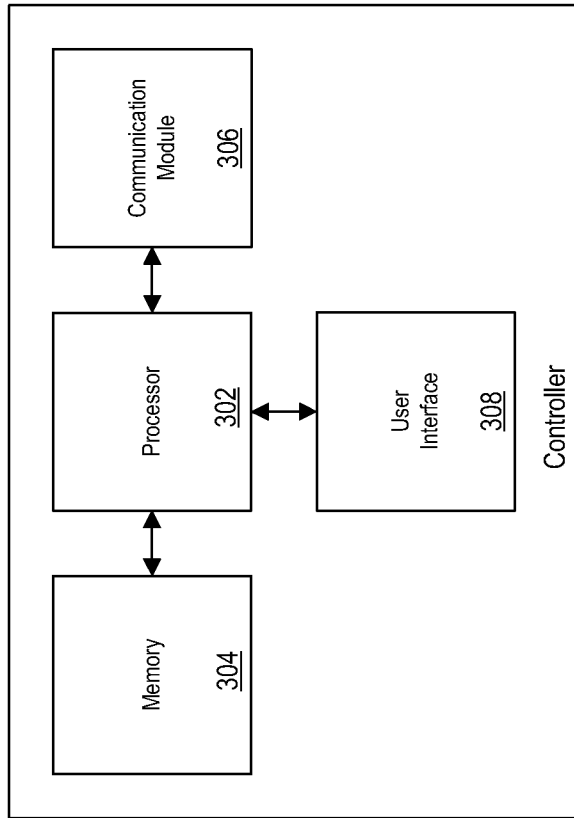 Memory
304
Processor
302
Communication
Module
306
User
Interface
308
Controller